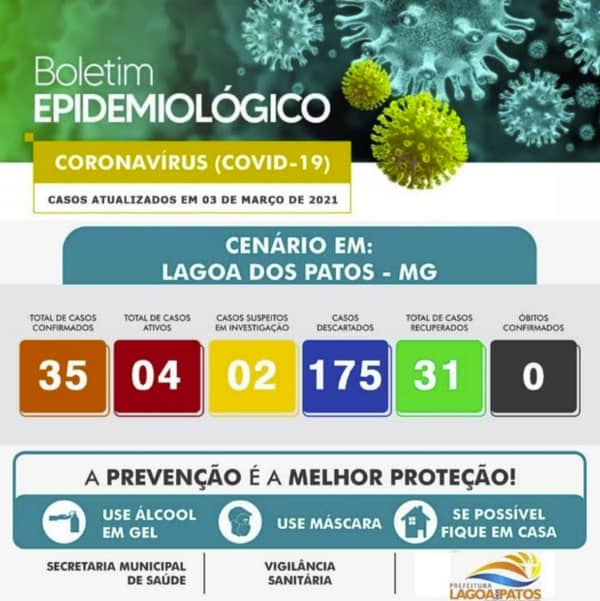 Boletim
EPIDEMIOLÓGICO
CORONAVÍRUS (COVID-19)
CASOS ATUALIZADOS EM 03 DE MARÇO DE 2021
CENÁRIO EM:
LAGOA DOS PATOS - MG
TOTAL DE CASOS
CONFIRMADOS
35
TOTAL DE CASOS
ATIVOS
04
CASOS SUSPEITOS
EM INVESTIGAÇÃO
02
CASOS
DESCARTADOS
175
TOTAL DE CASOS
RECUPERADOS
31
ÓBITOS
CONFIRMADOS
0
A PREVENÇÃO É A MELHOR PROTEÇÃO!
USE ÁLCOOL
EM GEL
USE MÁSCARA
SE POSSÍVEL
FIQUE EM CASA
SECRETARIA MUNICIPAL
DE SAÚDE
VIGILÂNCIA
SANITÁRIA
PREFEITURA
LAGOA DOS PATOS